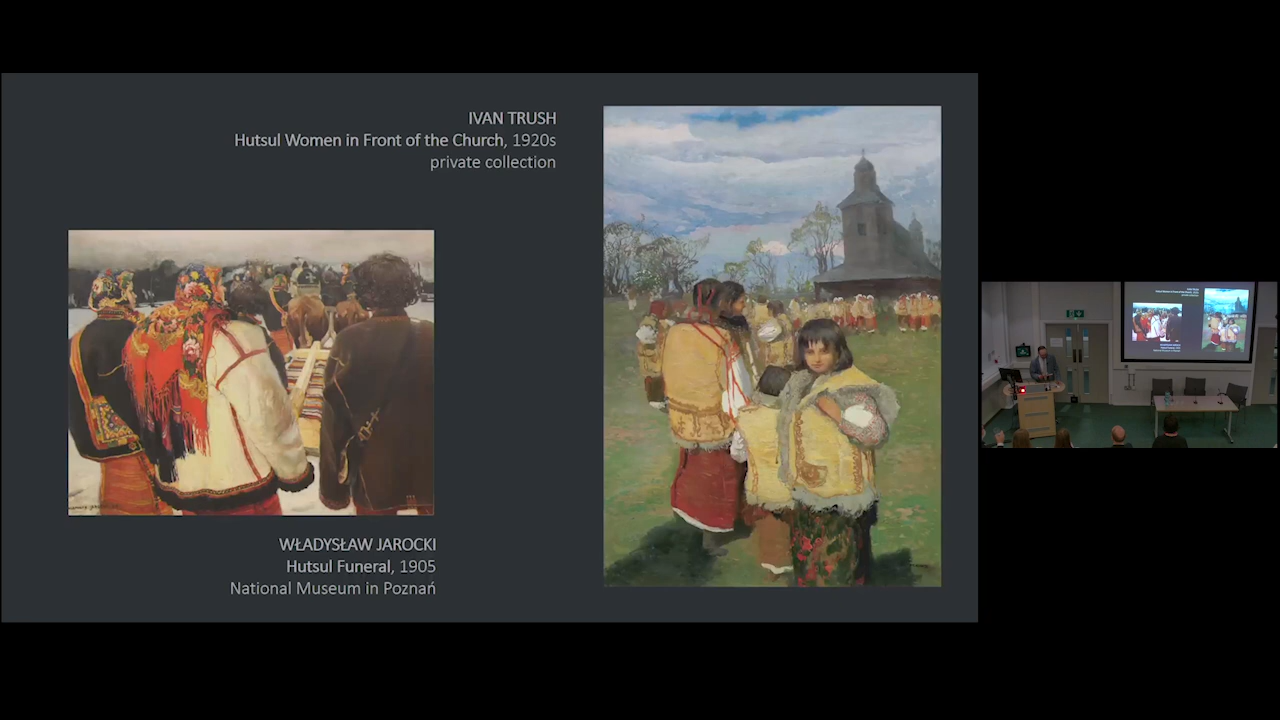 IVAN TRUSH
Hutsul Women in Front of the Church, 1920s
private collection
WŁADYSŁAW JAROCKI
Hutsul Funeral, 1905
National Museum in Poznań